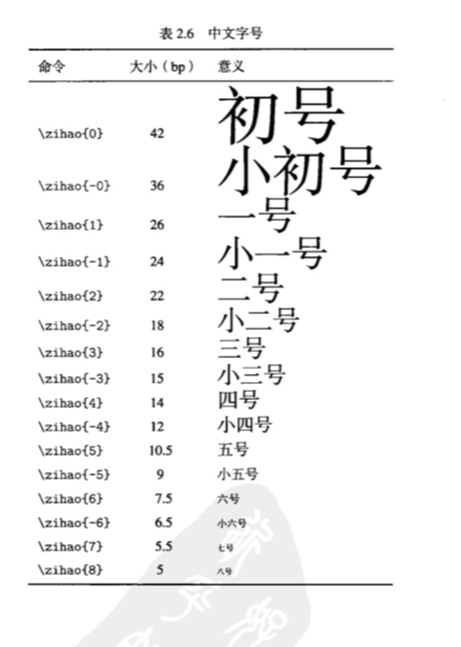 表 2.6 中文字号
命令 大小（bp） 意义
\zihao{0} 42 初号
\zihao{-0} 36 小初号
\zihao{1} 26 一号
\zihao{-1} 24 小一号
\zihao{2} 22 二号
\zihao{-2} 18 小二号
\zihao{3} 16 三号
\zihao{-3} 15 小三号
\zihao{4} 14 四号
\zihao{-4} 12 小四号
\zihao{5} 10.5 五号
\zihao{-5} 9 小五号
\zihao{6} 7.5 六号
\zihao{-6} 6.5 小六号
\zihao{7} 5.5 七号
\zihao{8} 5 八号